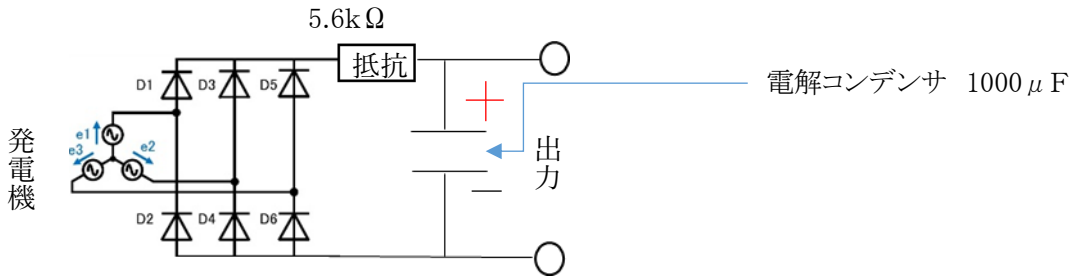 5.6kΩ
抵抗
電解コンデンサ 1000μF
D1
D3
D5
＋
e1
e2
e3
発電機
出力
－
D2
D4
D6